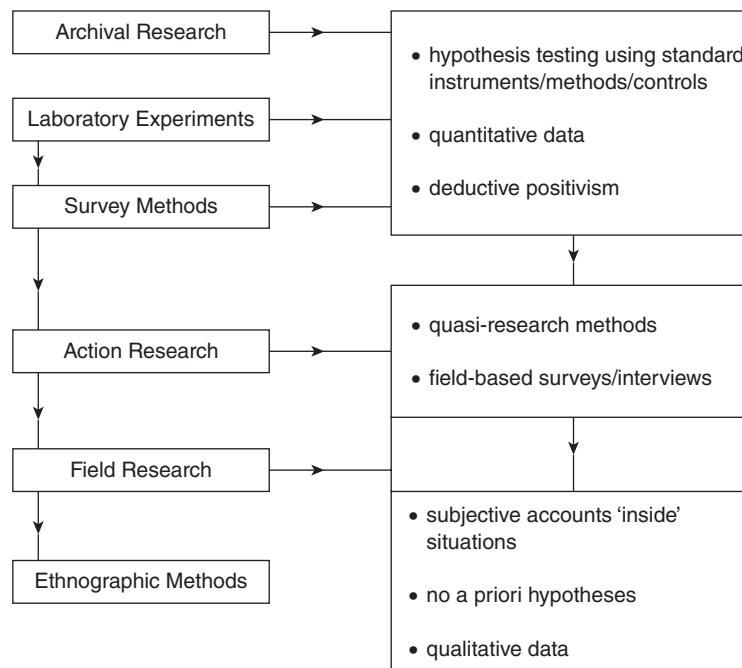 Archival Research
Laboratory Experiments
Survey Methods
Action Research
Field Research
Ethnographic Methods
• hypothesis testing using standard
instruments/methods/controls
• quantitative data
• deductive positivism
• quasi-research methods
• field-based surveys/interviews
• subjective accounts ‘inside’
situations
• no a priori hypotheses
• qualitative data